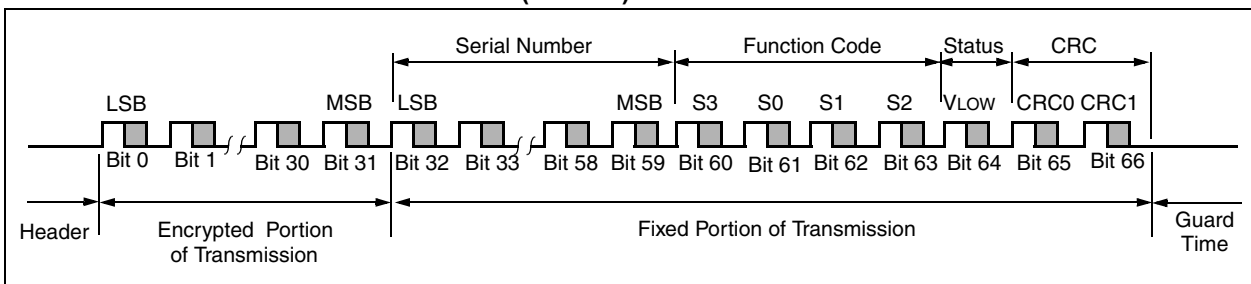 Serial Number Function Code Status CRC
LSB MSB LSB MSB S3 S0 S1 S2 VLOW CRC0 CRC1
Bit 0 Bit 1 Bit 30 Bit 31 Bit 32 Bit 33 Bit 58 Bit 59 Bit 60 Bit 61 Bit 62 Bit 63 Bit 64 Bit 65 Bit 66
Header
Encrypted Portion
of Transmission
Fixed Portion of Transmission
Guard
Time